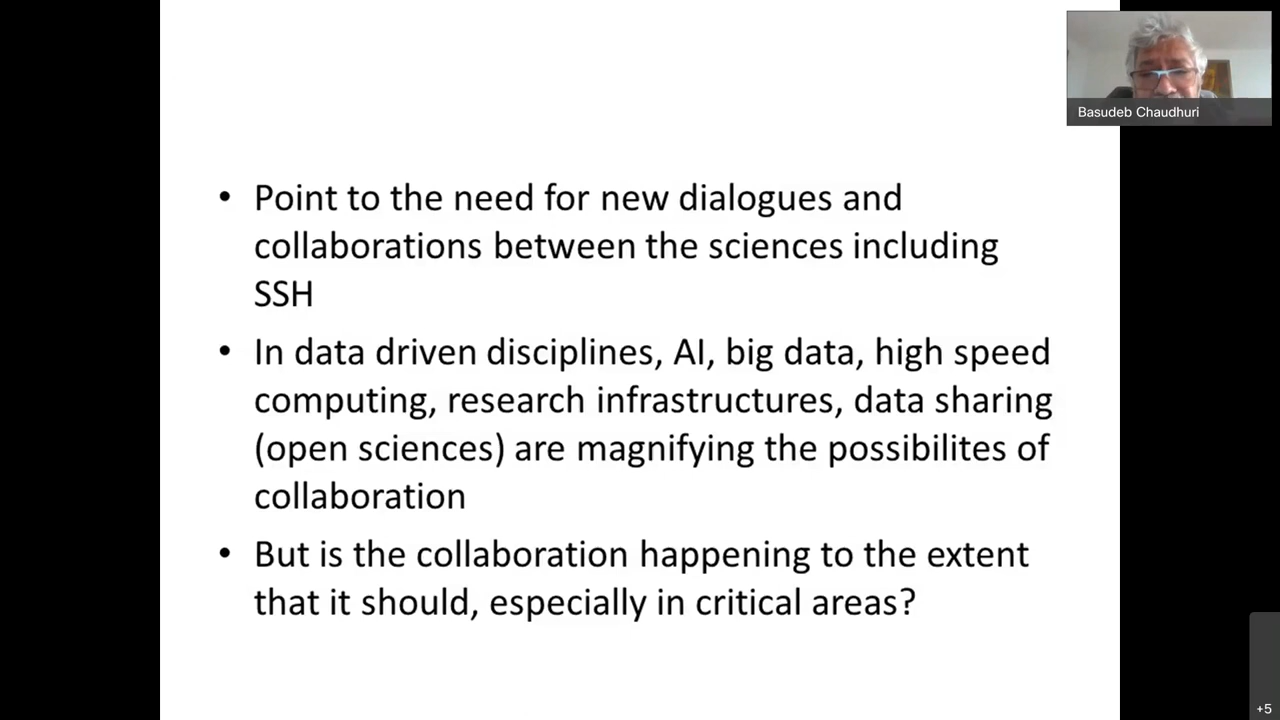 Basudeb Chaudhuri
• Point to the need for new dialogues and
collaborations between the sciences including
SSH
• In data driven disciplines, AI, big data, high speed
computing, research infrastructures, data sharing
(open sciences) are magnifying the possibilites of
collaboration
• But is the collaboration happening to the extent
that it should, especially in critical areas?
+5